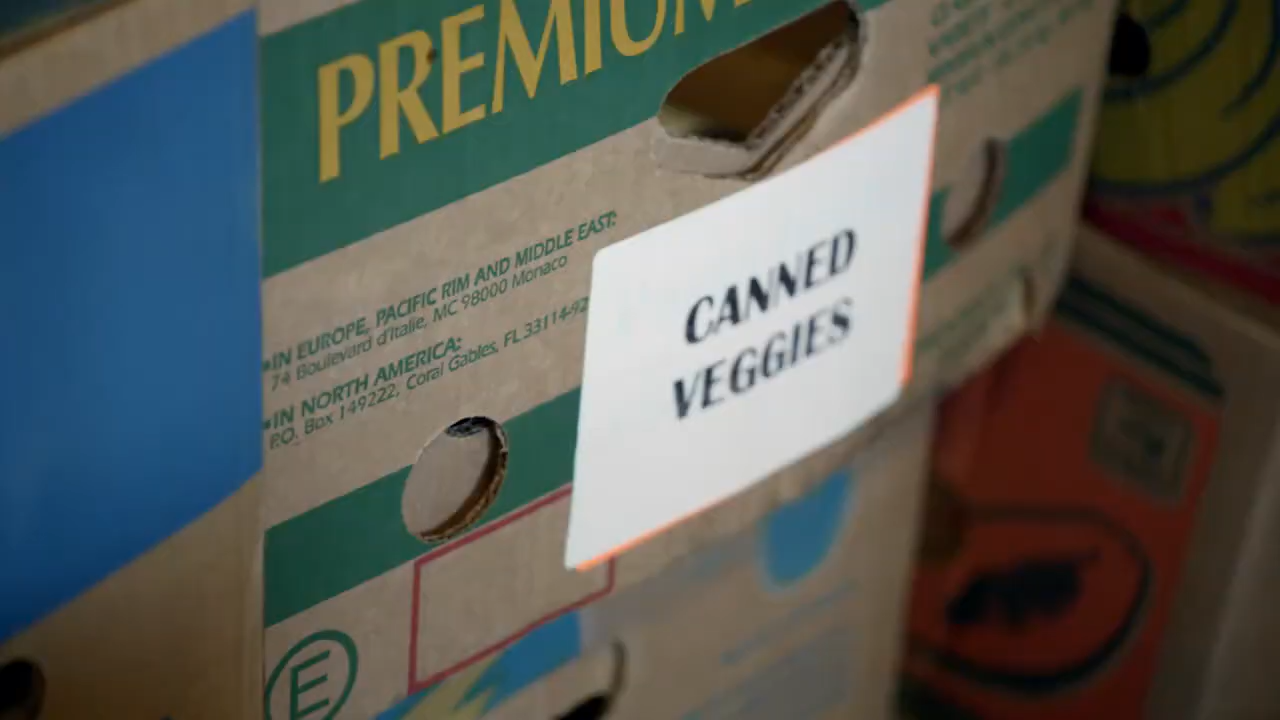 PREMIUM
•IN EUROPE, PACIFIC RIM AND MIDDLE EAST:
74 Boulevard d'Italie, MC 98000 Monaco
•IN NORTH AMERICA:
P.O. Box 149222, Coral Gables, FL 33114-92
CANNED
VEGGIES
E